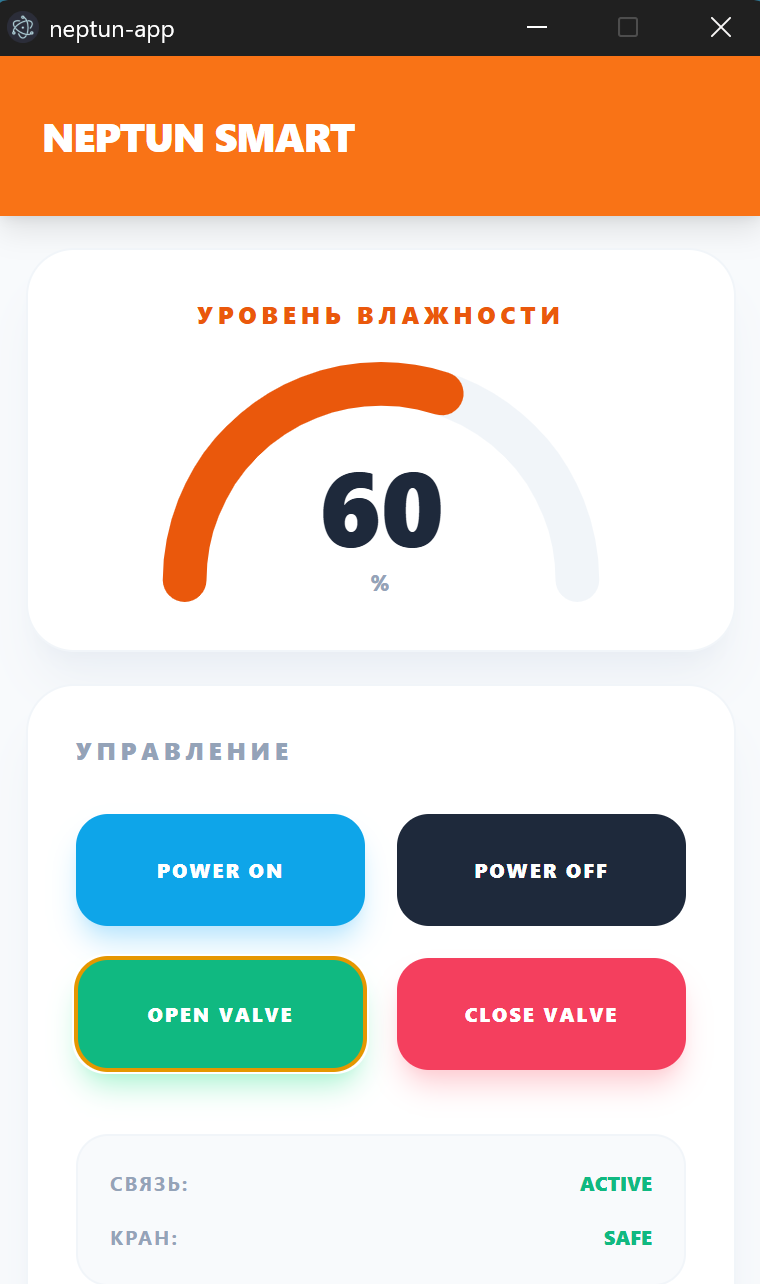 neptun-app
NEPTUN SMART
УРОВЕНЬ ВЛАЖНОСТИ
60
%
УПРАВЛЕНИЕ
POWER ON
POWER OFF
OPEN VALVE
CLOSE VALVE
СВЯЗЬ: ACTIVE
КРАН: SAFE